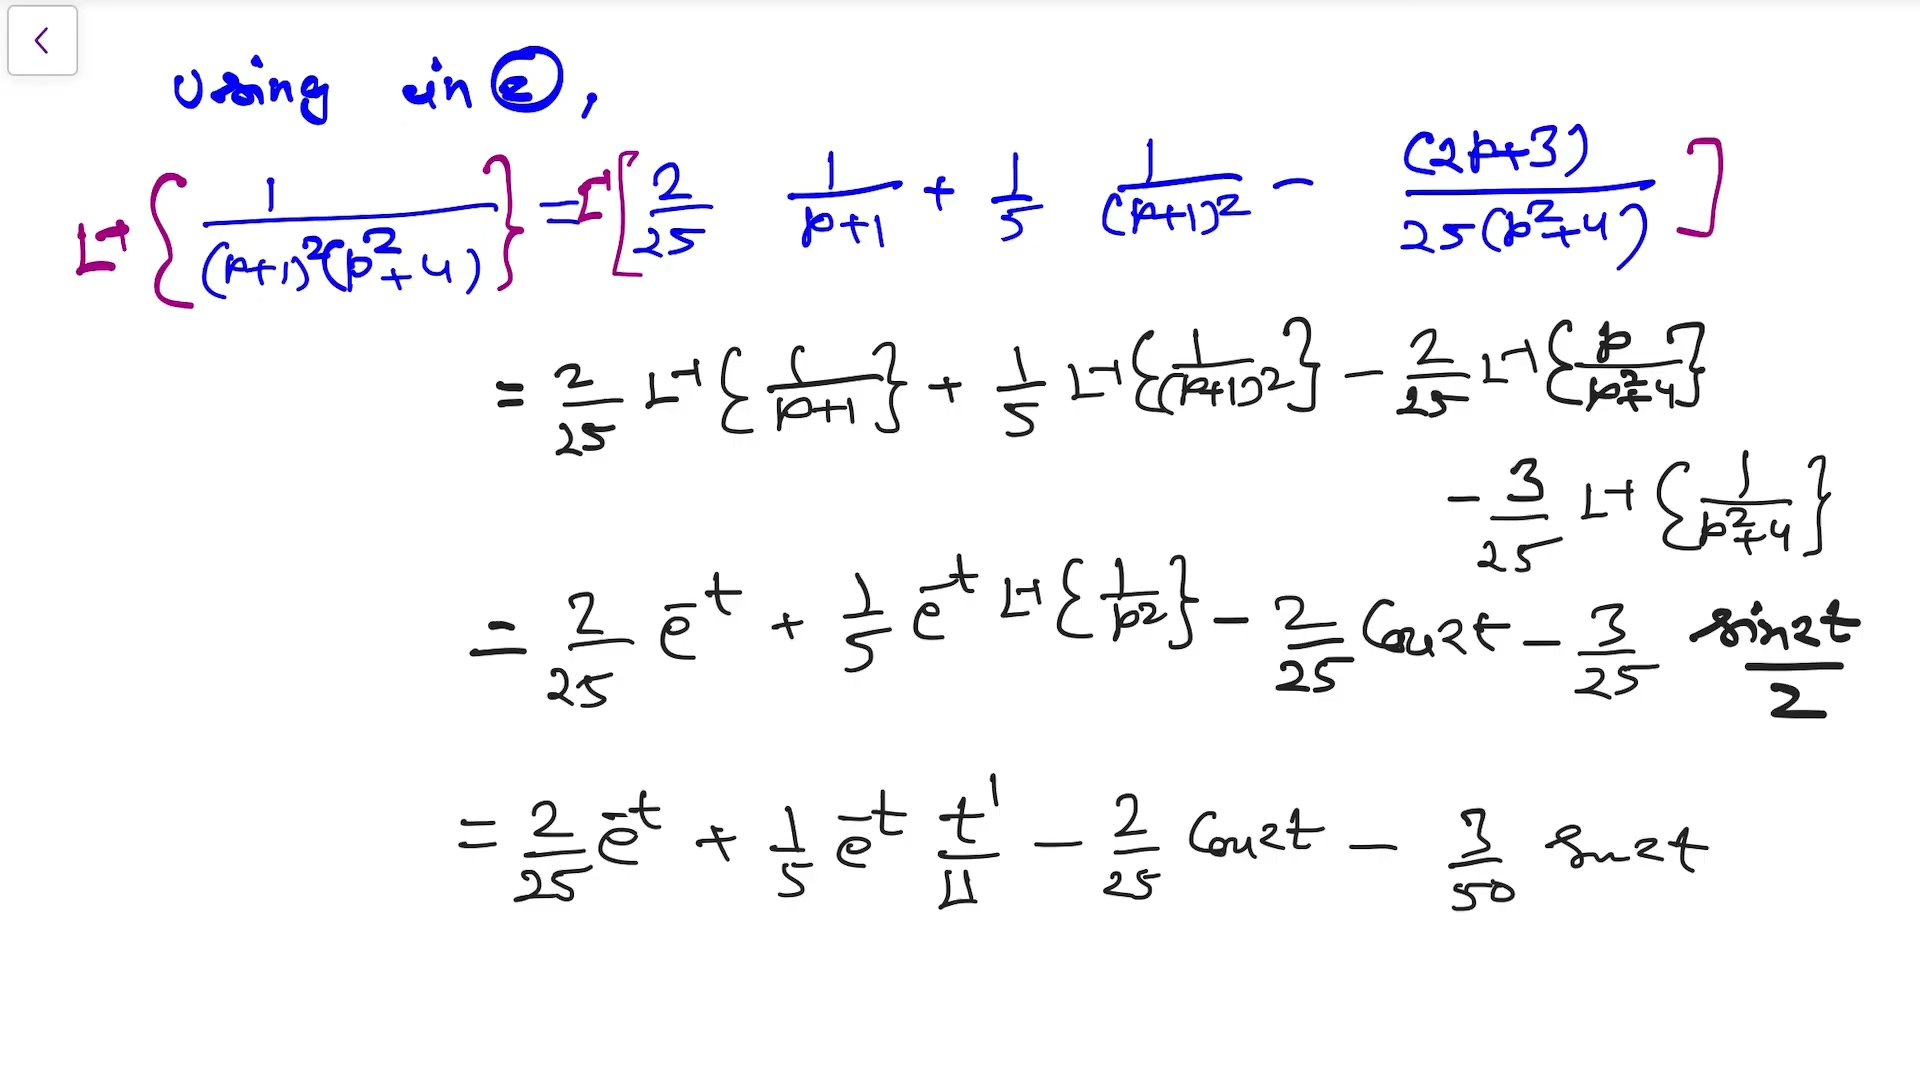 Using in ②,
L⁻¹{1/((p+1)²(p²+4))} = L⁻¹[2/25 1/(p+1) + 1/5 1/(p+1)² - (2p+3)/(25(p²+4))]
= 2/25 L⁻¹{1/(p+1)} + 1/5 L⁻¹{1/(p+1)²} - 2/25 L⁻¹{p/(p²+4)}
- 3/25 L⁻¹{1/(p²+4)}
= 2/25 e⁻ᵗ + 1/5 e⁻ᵗ L⁻¹{1/p²} - 2/25 Cos2t - 3/25 sin2t/2
= 2/25 e⁻ᵗ + 1/5 e⁻ᵗ t¹/∟1 - 2/25 Cos2t - 3/50 sin2t